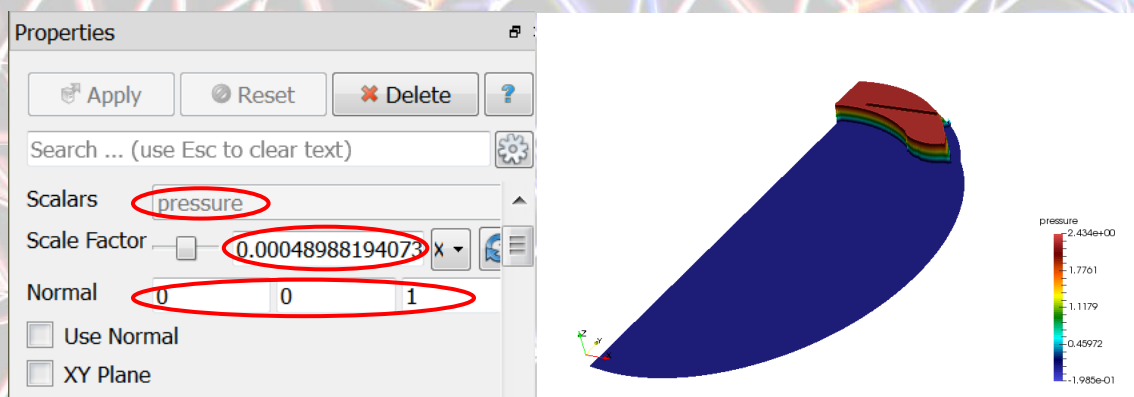 Properties
Apply Reset Delete ?
Search ... (use Esc to clear text)
Scalars pressure
Scale Factor 0.00048988194073 X
Normal 0 0 1
Use Normal
XY Plane
Z
Y
X
pressure
2.434e+00
1.7761
1.1179
0.45972
-1.985e-01